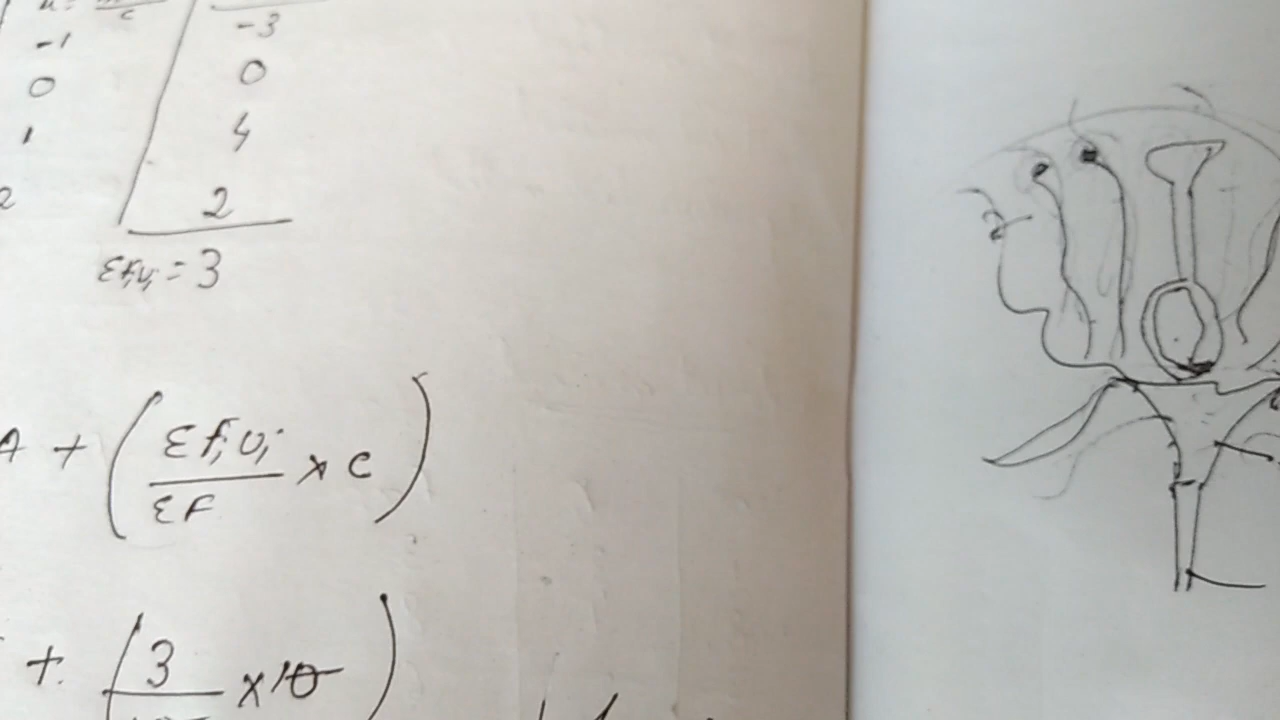 -1 -3
0 0
1 4
2 2
Σfiui = 3
A + (Σfiui / ΣF × c)
+ (3 × 10)